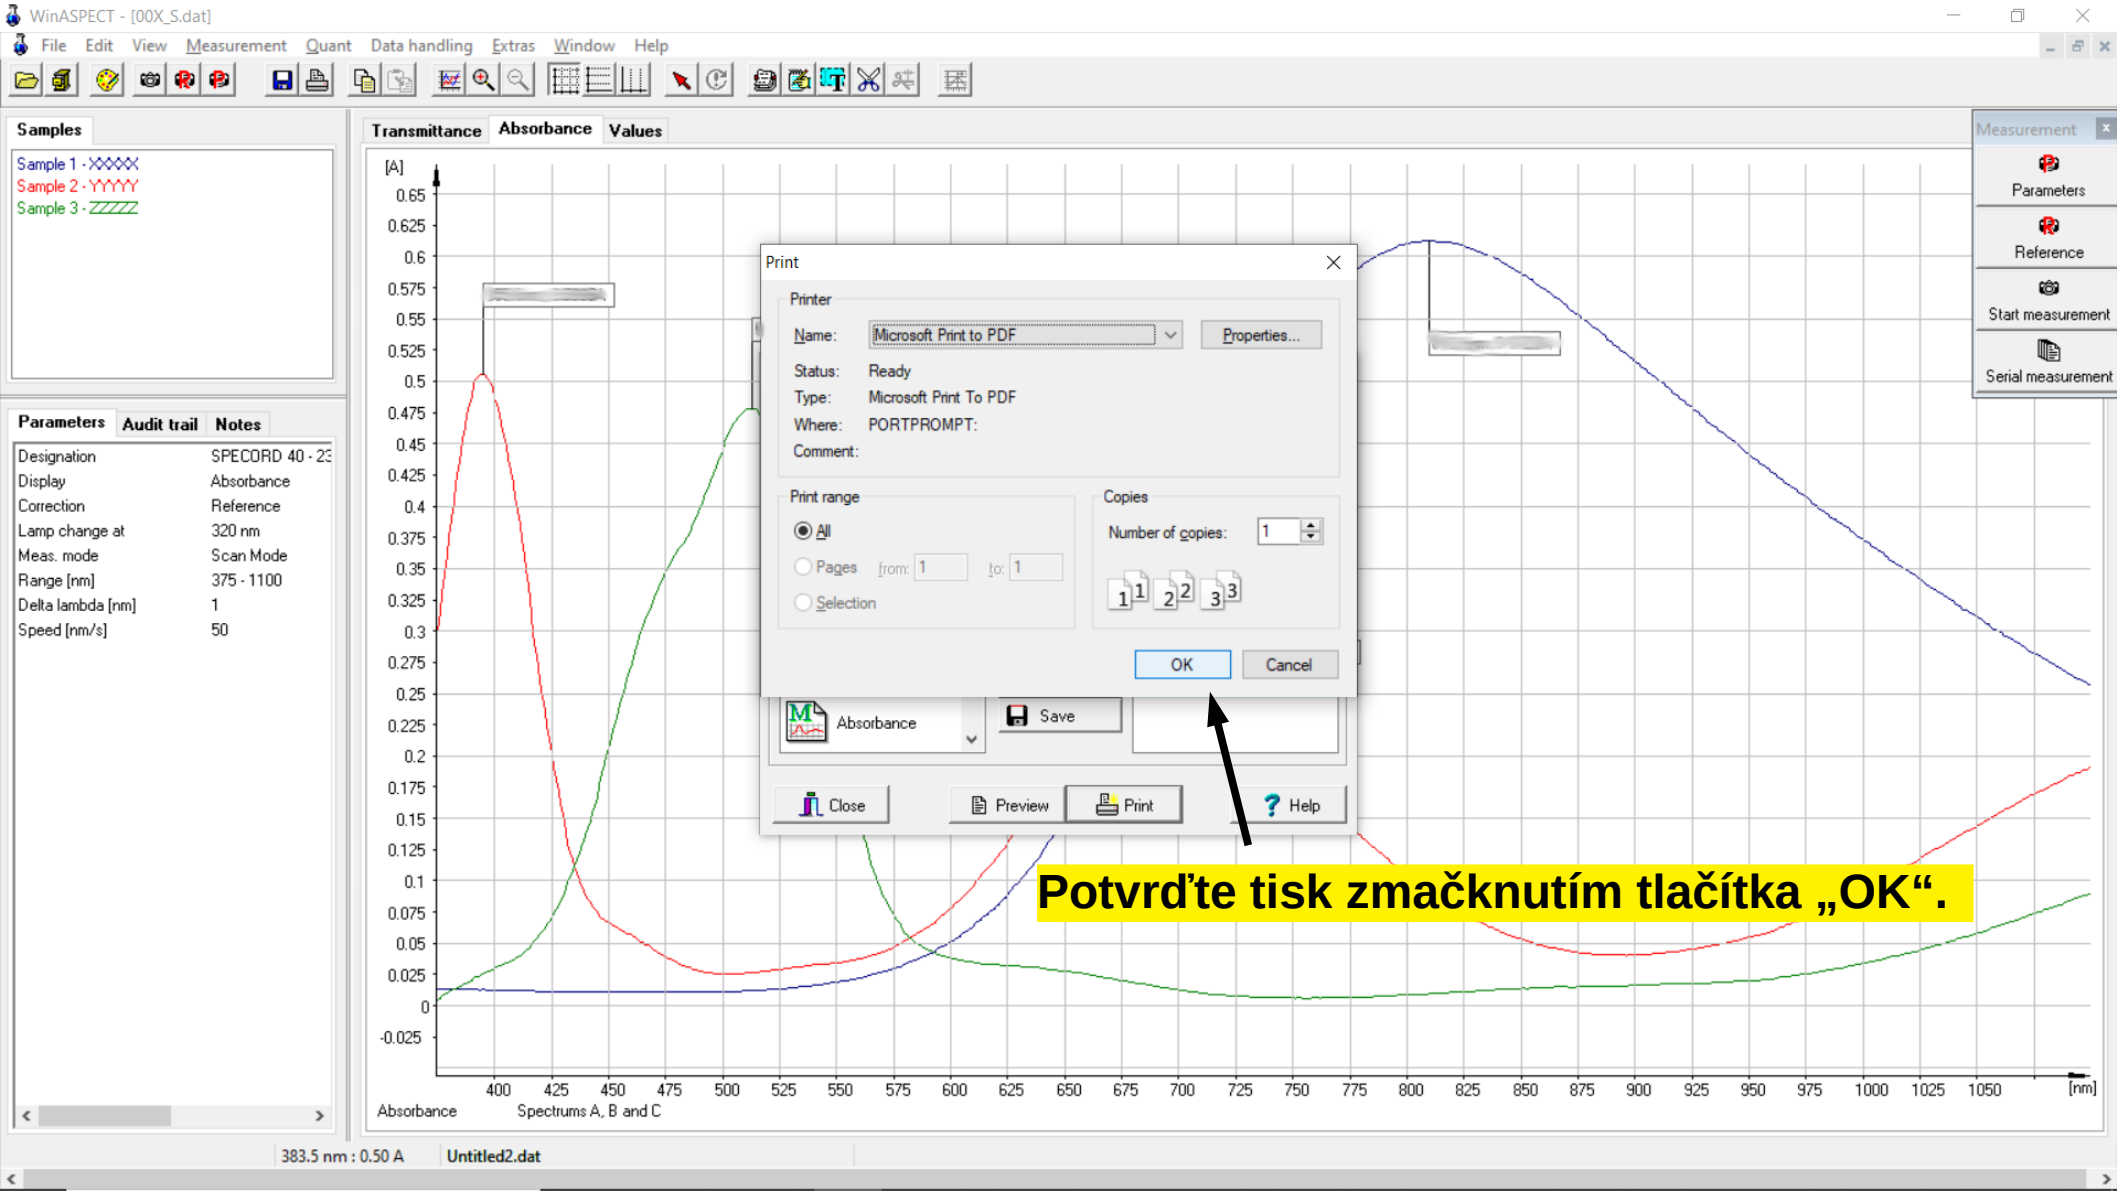 WinASPECT - [00X_S.dat]
File Edit View Measurement Quant Data handling Extras Window Help
Samples
Sample 1 - XXXXX
Sample 2 - YYYYY
Sample 3 - ZZZZZ
Parameters Audit trail Notes
Designation SPECORD 40 - 23
Display Absorbance
Correction Reference
Lamp change at 320 nm
Meas. mode Scan Mode
Range [nm] 375 - 1100
Delta lambda [nm] 1
Speed [nm/s] 50
Transmittance Absorbance Values
[A]
0.65
0.625
0.6
0.575
0.55
0.525
0.5
0.475
0.45
0.425
0.4
0.375
0.35
0.325
0.3
0.275
0.25
0.225
0.2
0.175
0.15
0.125
0.1
0.075
0.05
0.025
0
-0.025
400 425 450 475 500 525 550 575 600 625 650 675 700 725 750 775 800 825 850 875 900 925 950 975 1000 1025 1050 [nm]
Absorbance Spectrums A, B and C
Print
Printer
Name: Microsoft Print to PDF Properties...
Status: Ready
Type: Microsoft Print To PDF
Where: PORTPROMPT:
Comment:
Print range
All
Pages from: 1 to: 1
Selection
Copies
Number of copies: 1
1 1 2 2 3 3
OK Cancel
M Absorbance Save
Close Preview Print ? Help
Potvrďte tisk zmačknutím tlačítka „OK“.
Measurement x
P
Parameters
R
Reference
Start measurement
Serial measurement
383.5 nm : 0.50 A Untitled2.dat